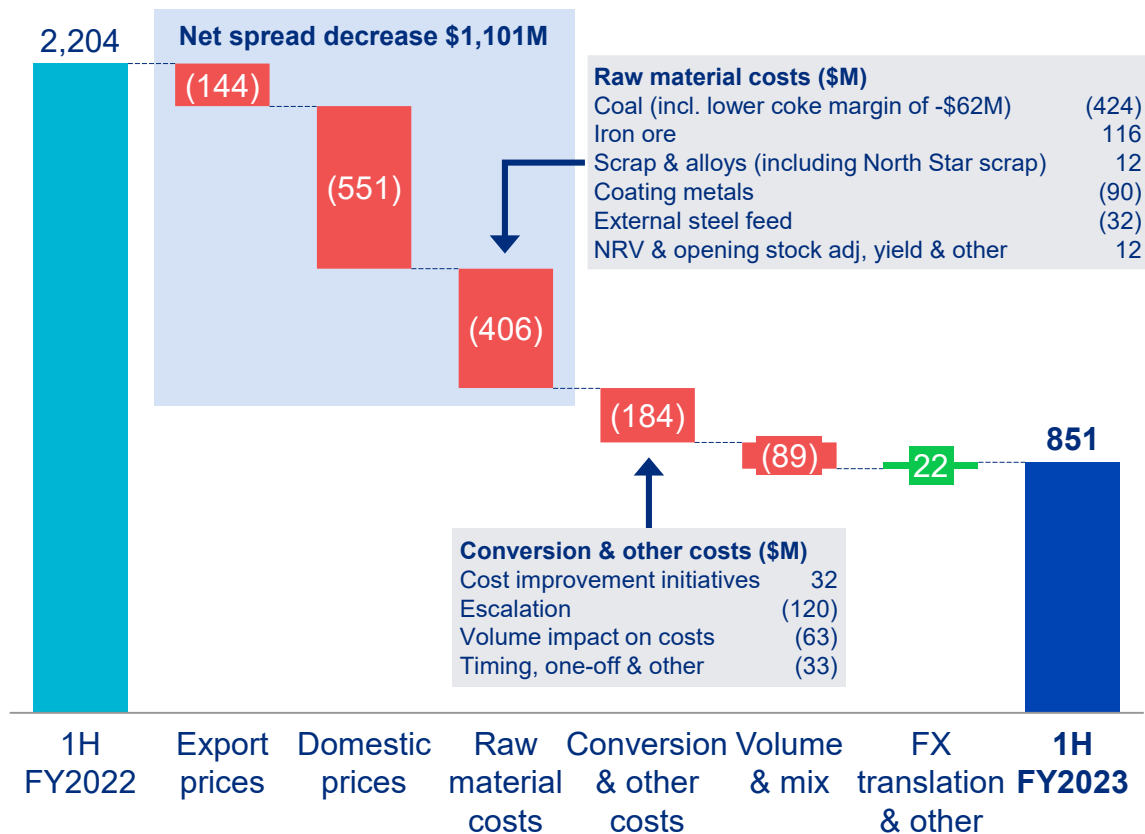 2,204
Net spread decrease $1,101M
(144)
(551)
(406)
Raw material costs ($M)
Coal (incl. lower coke margin of -$62M) (424)
Iron ore 116
Scrap & alloys (including North Star scrap) 12
Coating metals (90)
External steel feed (32)
NRV & opening stock adj, yield & other 12
(184)
(89)
22
851
Conversion & other costs ($M)
Cost improvement initiatives 32
Escalation (120)
Volume impact on costs (63)
Timing, one-off & other (33)
1H
FY2022
Export
prices
Domestic
prices
Raw
material
costs
Conversion
& other
costs
Volume
& mix
FX
translation
& other
1H
FY2023